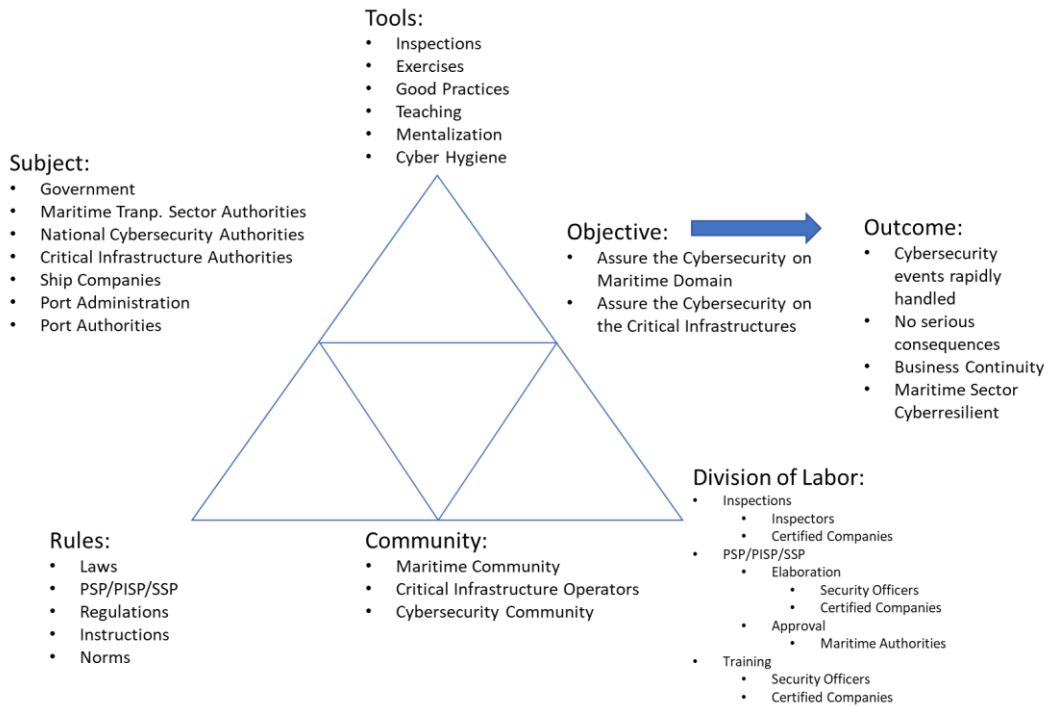 Tools:
• Inspections
• Exercises
• Good Practices
• Teaching
• Mentalization
• Cyber Hygiene
Subject:
• Government
• Maritime Tranp. Sector Authorities
• National Cybersecurity Authorities
• Critical Infrastructure Authorities
• Ship Companies
• Port Administration
• Port Authorities
Objective:
• Assure the Cybersecurity on
Maritime Domain
• Assure the Cybersecurity on
the Critical Infrastructures
Outcome:
• Cybersecurity
events rapidly
handled
• No serious
consequences
• Business Continuity
• Maritime Sector
Cyberresilient
Rules:
• Laws
• PSP/PISP/SSP
• Regulations
• Instructions
• Norms
Community:
• Maritime Community
• Critical Infrastructure Operators
• Cybersecurity Community
Division of Labor:
• Inspections
• Inspectors
• Certified Companies
• PSP/PISP/SSP
• Elaboration
• Security Officers
• Certified Companies
• Approval
• Maritime Authorities
• Training
• Security Officers
• Certified Companies